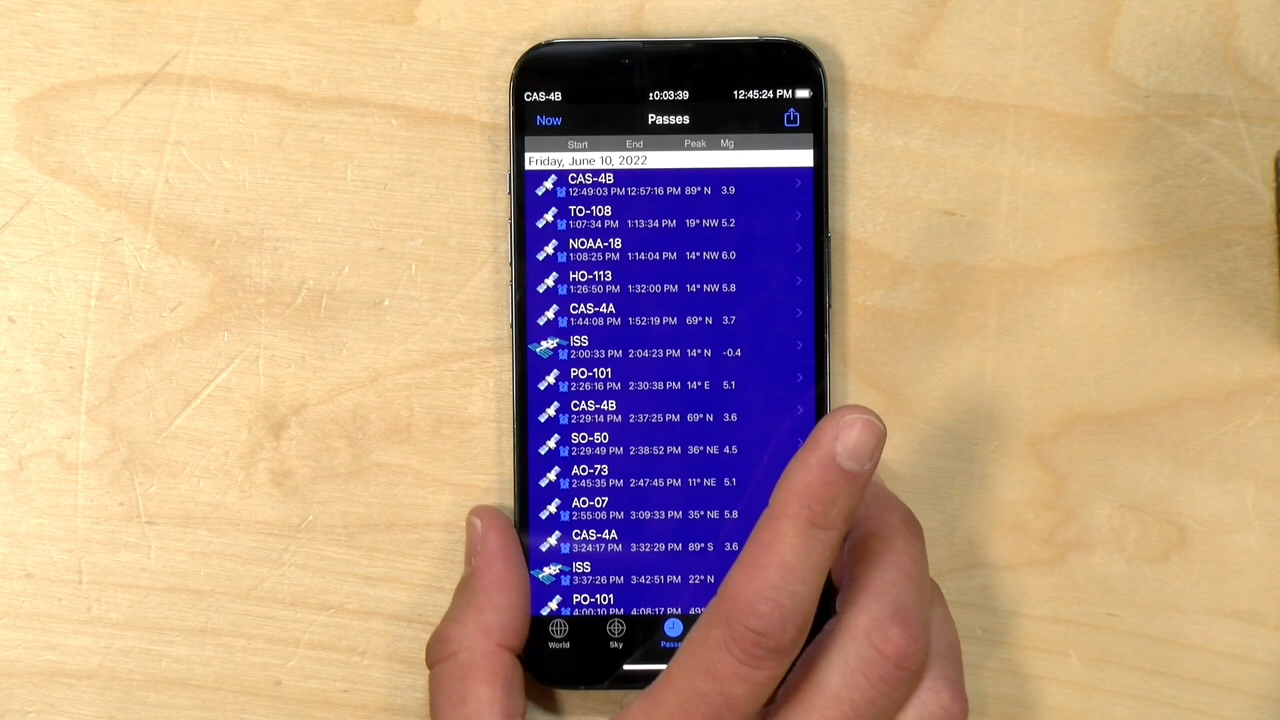 CAS-4B ±0:03:39 12:45:24 PM
Now Passes
Start End Peak Mg
Friday, June 10, 2022
CAS-4B
12:49:03 PM 12:57:16 PM 89° N 3.9
TO-108
1:07:34 PM 1:13:34 PM 19° NW 5.2
NOAA-18
1:08:25 PM 1:14:04 PM 14° NW 6.0
HO-113
1:26:50 PM 1:32:00 PM 14° NW 5.8
CAS-4A
1:44:08 PM 1:52:19 PM 69° N 3.7
ISS
2:00:33 PM 2:04:23 PM 14° N -0.4
PO-101
2:26:16 PM 2:30:38 PM 14° E 5.1
CAS-4B
2:29:14 PM 2:37:25 PM 69° N 3.6
SO-50
2:29:49 PM 2:38:52 PM 36° NE 4.5
AO-73
2:45:35 PM 2:47:45 PM 11° NE 5.1
AO-07
2:55:06 PM 3:09:33 PM 35° NE 5.8
CAS-4A
3:24:17 PM 3:32:29 PM 89° S 3.6
ISS
3:37:26 PM 3:42:51 PM 22° N
PO-101
4:00:10 PM 4:08:17 PM 49°
World Sky Passe